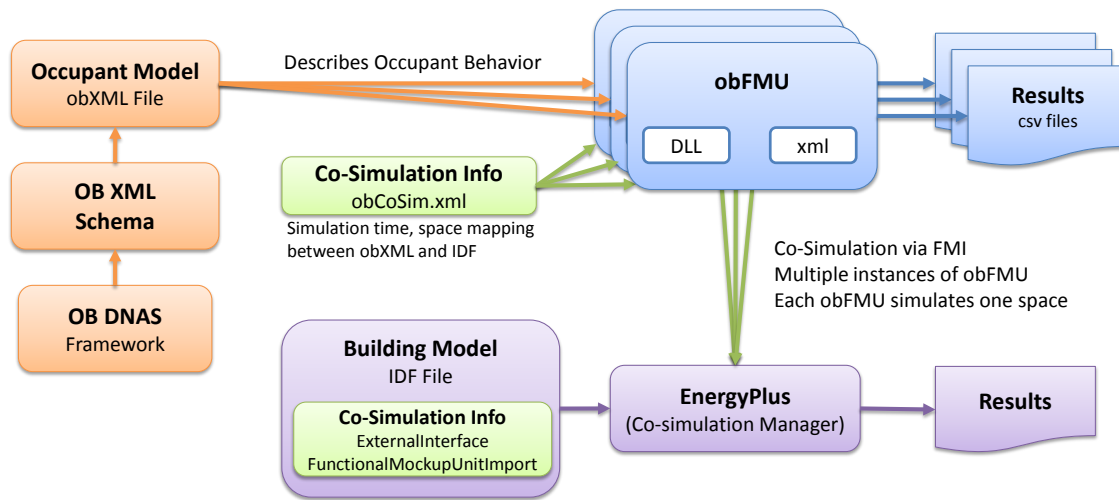 Occupant Model
obXML File
Describes Occupant Behavior
obFMU
DLL
xml
Results
csv files
OB XML
Schema
Co-Simulation Info
obCoSim.xml
Simulation time, space mapping
between obXML and IDF
OB DNAS
Framework
Co-Simulation via FMI
Multiple instances of obFMU
Each obFMU simulates one space
Building Model
IDF File
Co-Simulation Info
ExternalInterface
FunctionalMockupUnitImport
EnergyPlus
(Co-simulation Manager)
Results